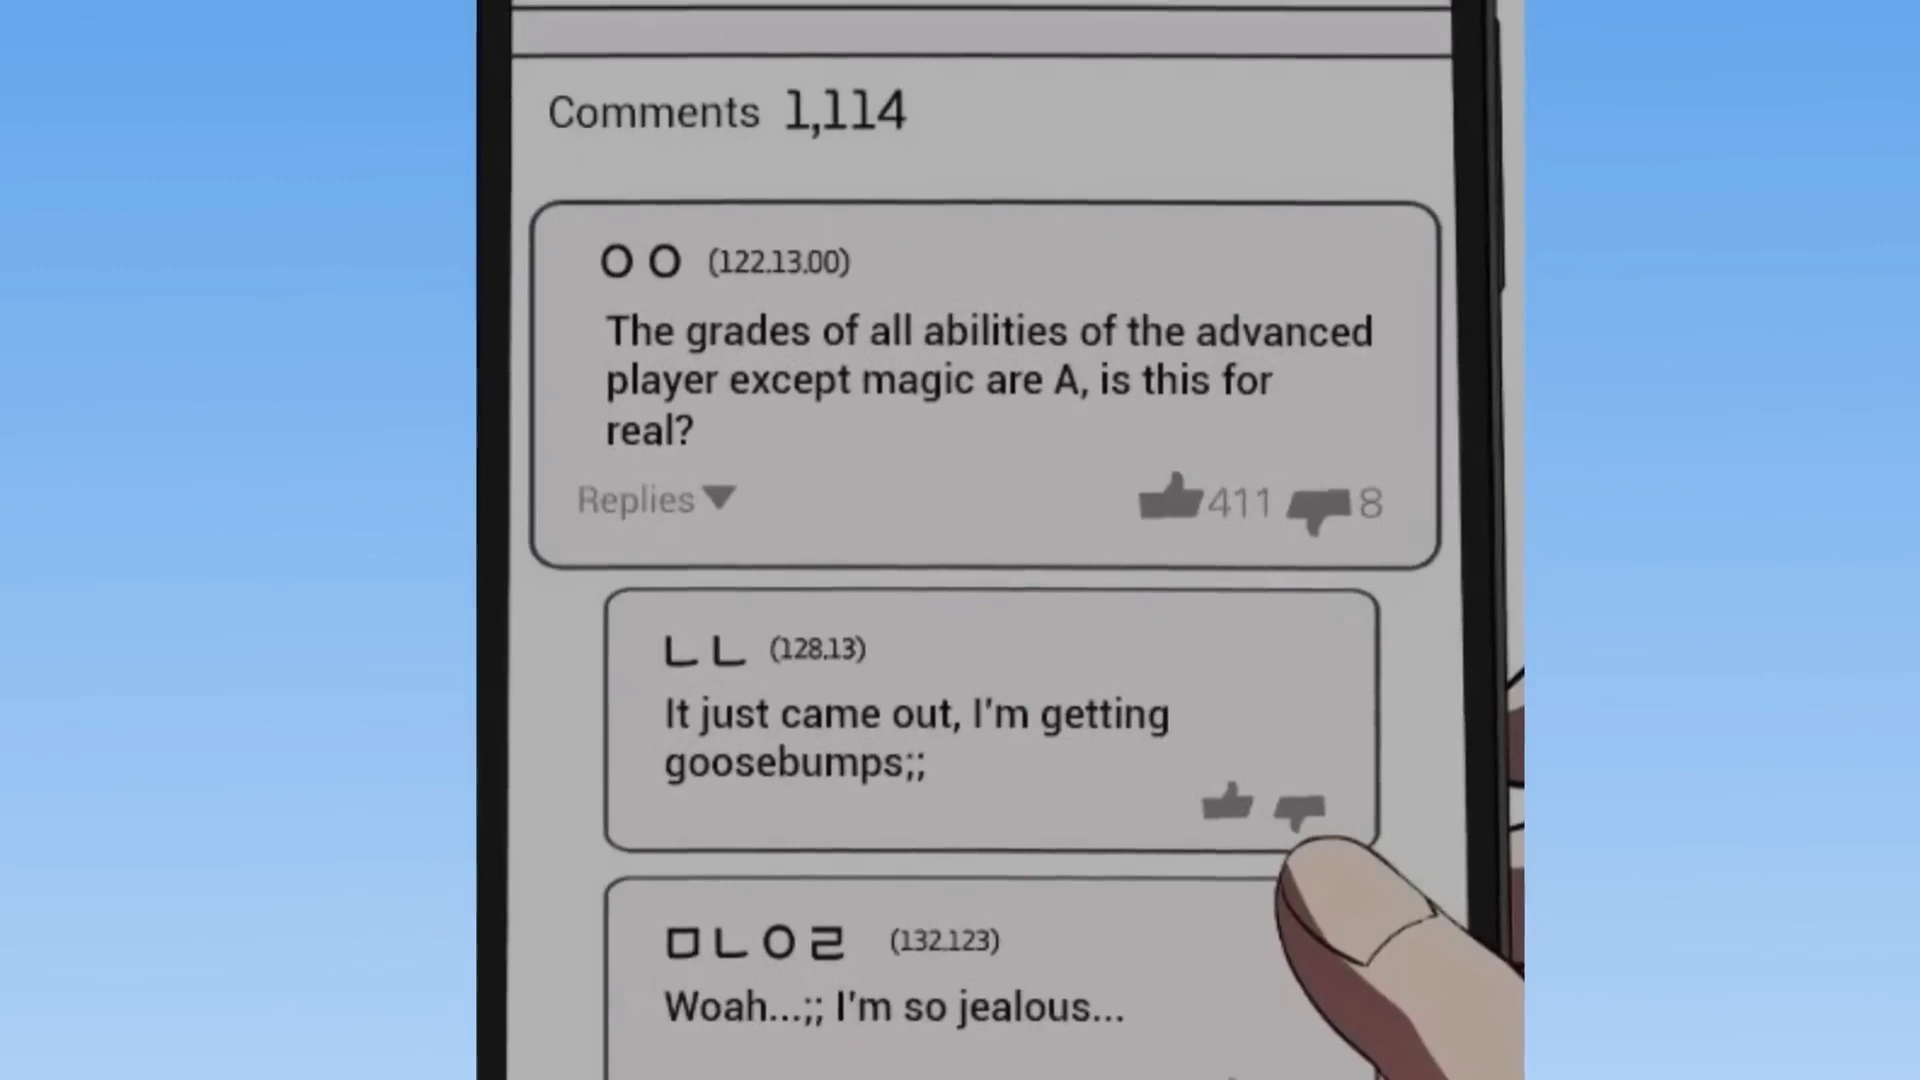 Comments 1,114
ㅇㅇ (122.13.00)
The grades of all abilities of the advanced
player except magic are A, is this for
real?
Replies ▼ 411 8
ㄴㄴ (128.13)
It just came out, I'm getting
goosebumps;;
ㅁㄴㅇㄹ (132.123)
Woah...;; I'm so jealous...